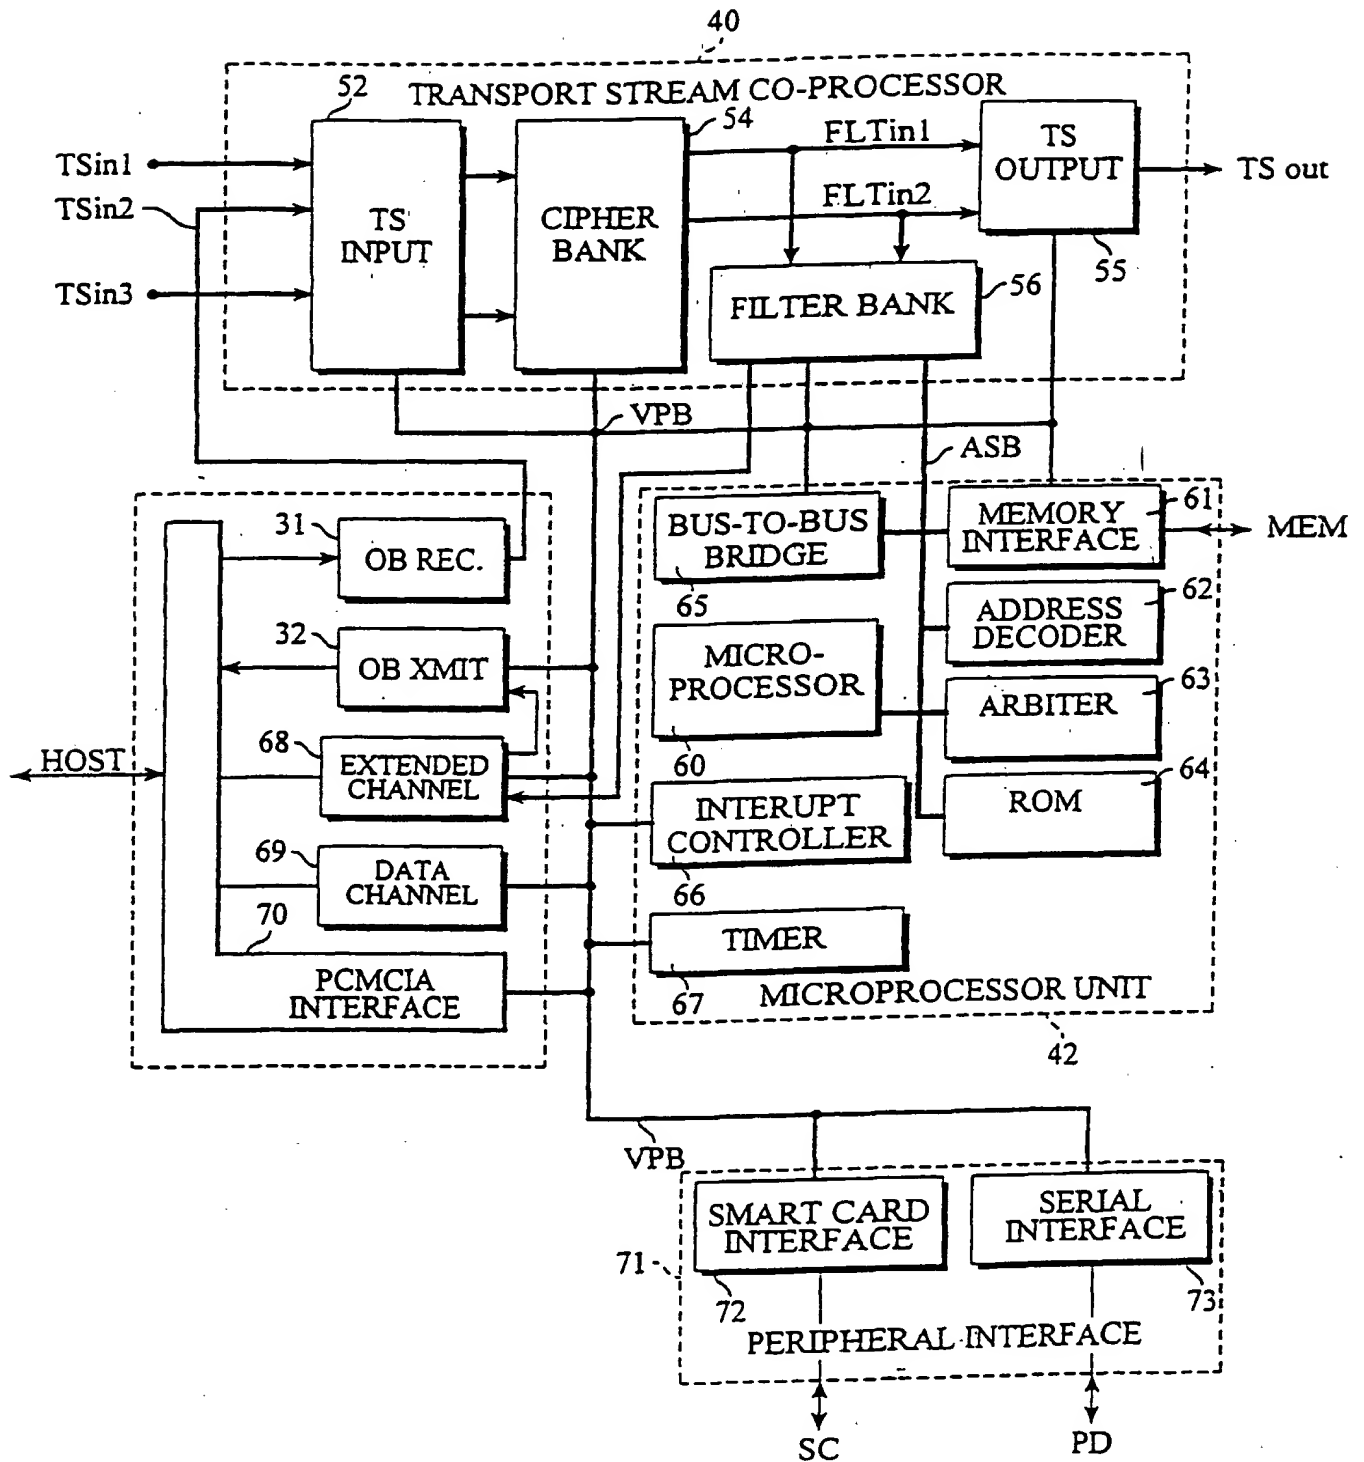 40
TRANSPORT STREAM CO-PROCESSOR
52
54
TSin1
TSin2
TSin3
TS
INPUT
CIPHER
BANK
FLTin1
FLTin2
TS
OUTPUT
TS out
55
FILTER BANK
56
VPB
ASB
31
OB REC.
32
OB XMIT
68
EXTENDED
CHANNEL
HOST
69
DATA
CHANNEL
70
PCMCIA
INTERFACE
BUS-TO-BUS
BRIDGE
65
MEMORY
INTERFACE
61
MEM
ADDRESS
DECODER
62
MICRO-
PROCESSOR
60
ARBITER
63
INTERUPT
CONTROLLER
66
ROM
64
TIMER
67
MICROPROCESSOR UNIT
42
VPB
SMART CARD
INTERFACE
72
SERIAL
INTERFACE
73
71
PERIPHERAL INTERFACE
SC
PD